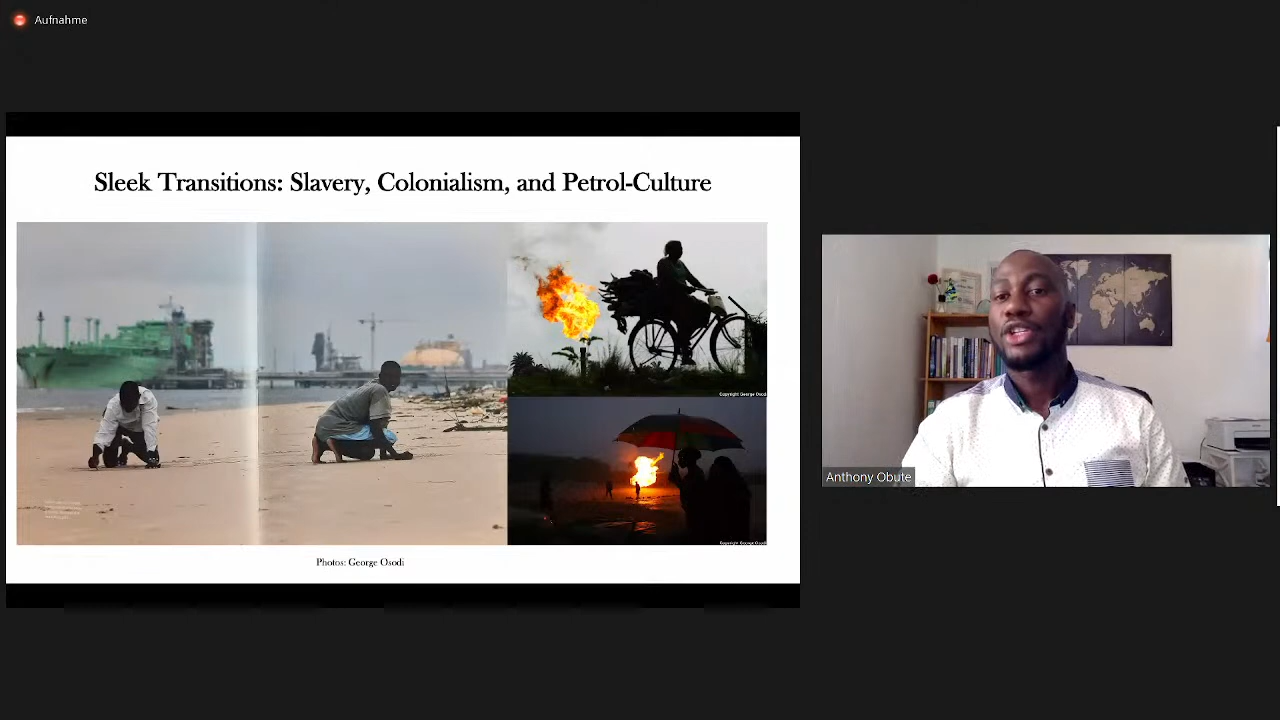 Aufnahme
Sleek Transitions: Slavery, Colonialism, and Petrol-Culture
Copyright George Osodi
Copyright George Osodi
Photos: George Osodi
Anthony Obute